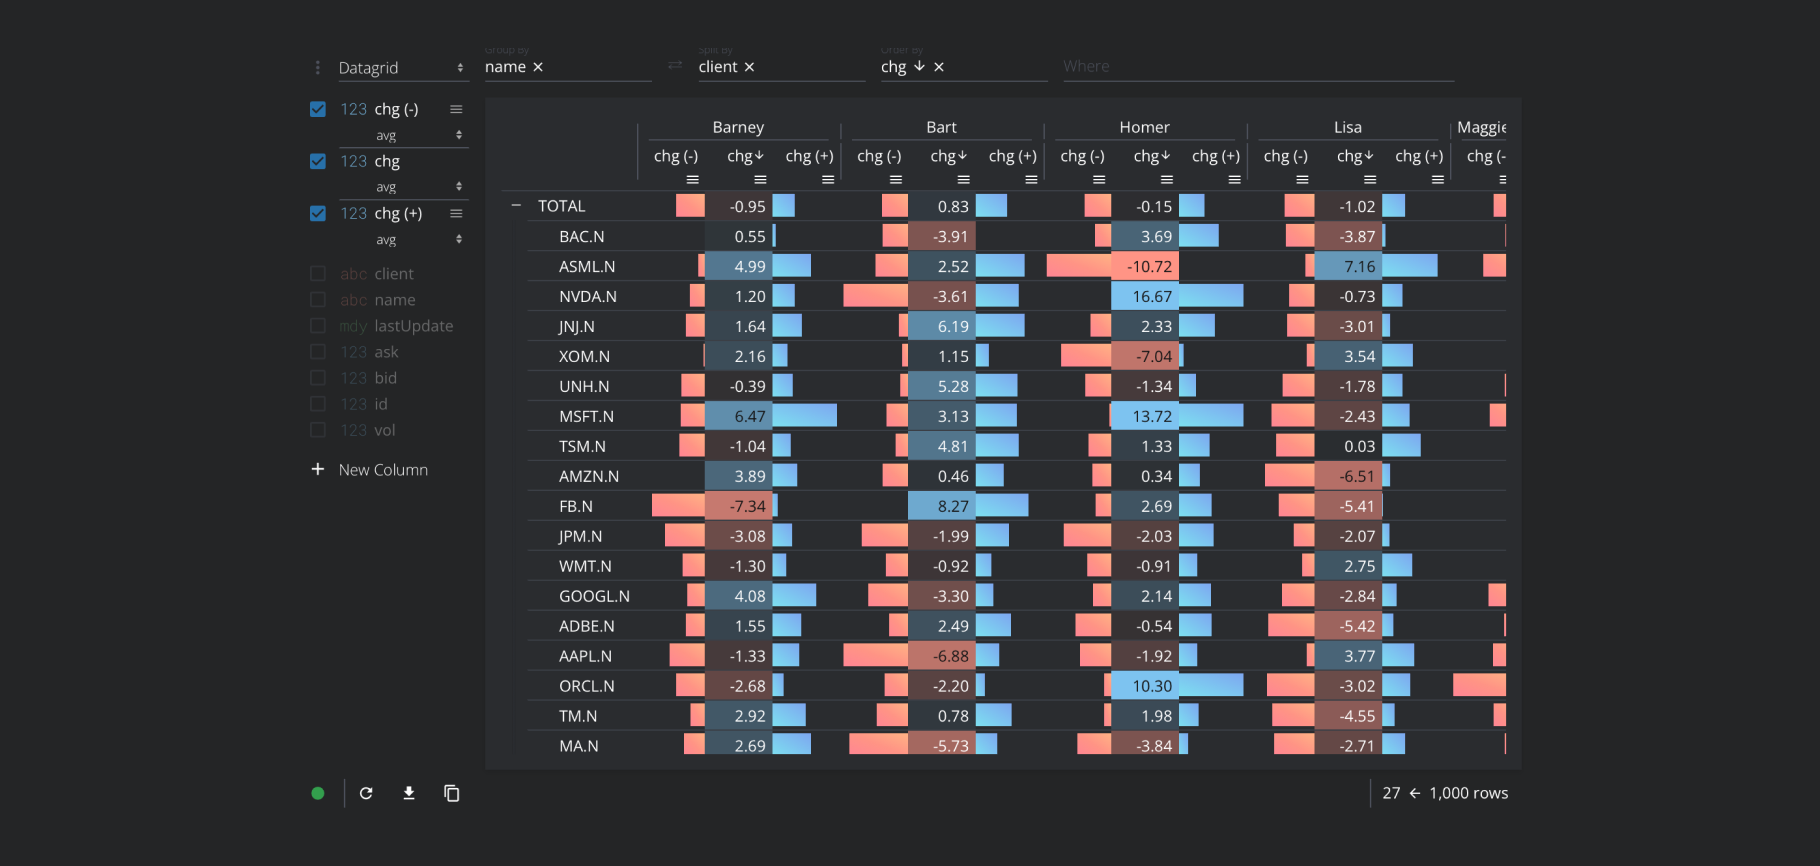 Group By Split By Order By
Datagrid name × client × chg ↓ × Where
123 chg (-)
avg
123 chg
avg
123 chg (+)
avg
abc client
abc name
mdy lastUpdate
123 ask
123 bid
123 id
123 vol
+ New Column
Barney Bart Homer Lisa Maggie
chg (-) chg↓ chg (+) chg (-) chg↓ chg (+) chg (-) chg↓ chg (+) chg (-) chg↓ chg (+) chg (-
− TOTAL -0.95 0.83 -0.15 -1.02
BAC.N 0.55 -3.91 3.69 -3.87
ASML.N 4.99 2.52 -10.72 7.16
NVDA.N 1.20 -3.61 16.67 -0.73
JNJ.N 1.64 6.19 2.33 -3.01
XOM.N 2.16 1.15 -7.04 3.54
UNH.N -0.39 5.28 -1.34 -1.78
MSFT.N 6.47 3.13 13.72 -2.43
TSM.N -1.04 4.81 1.33 0.03
AMZN.N 3.89 0.46 0.34 -6.51
FB.N -7.34 8.27 2.69 -5.41
JPM.N -3.08 -1.99 -2.03 -2.07
WMT.N -1.30 -0.92 -0.91 2.75
GOOGL.N 4.08 -3.30 2.14 -2.84
ADBE.N 1.55 2.49 -0.54 -5.42
AAPL.N -1.33 -6.88 -1.92 3.77
ORCL.N -2.68 -2.20 10.30 -3.02
TM.N 2.92 0.78 1.98 -4.55
MA.N 2.69 -5.73 -3.84 -2.71
27 ← 1,000 rows